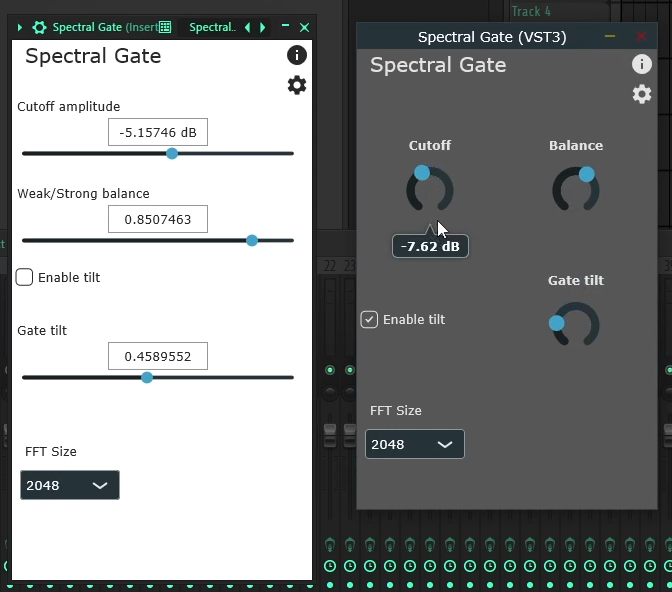 Track 4
Spectral Gate (Insert
Spectral..
Spectral Gate
Cutoff amplitude
-5.15746 dB
Weak/Strong balance
0.8507463
Enable tilt
Gate tilt
0.4589552
FFT Size
2048
Spectral Gate (VST3)
Spectral Gate
Cutoff
Balance
-7.62 dB
Gate tilt
Enable tilt
FFT Size
2048
22